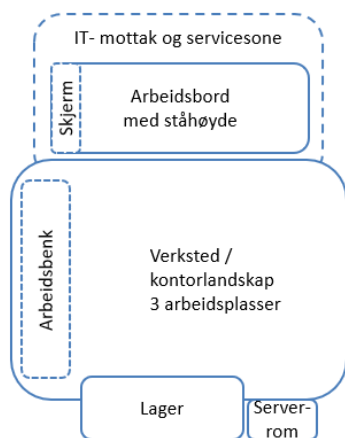 IT- mottak og servicesone
Skjerm
Arbeidsbord
med ståhøyde
Arbeidsbenk
Verksted /
kontorlandskap
3 arbeidsplasser
Lager
Server-
rom